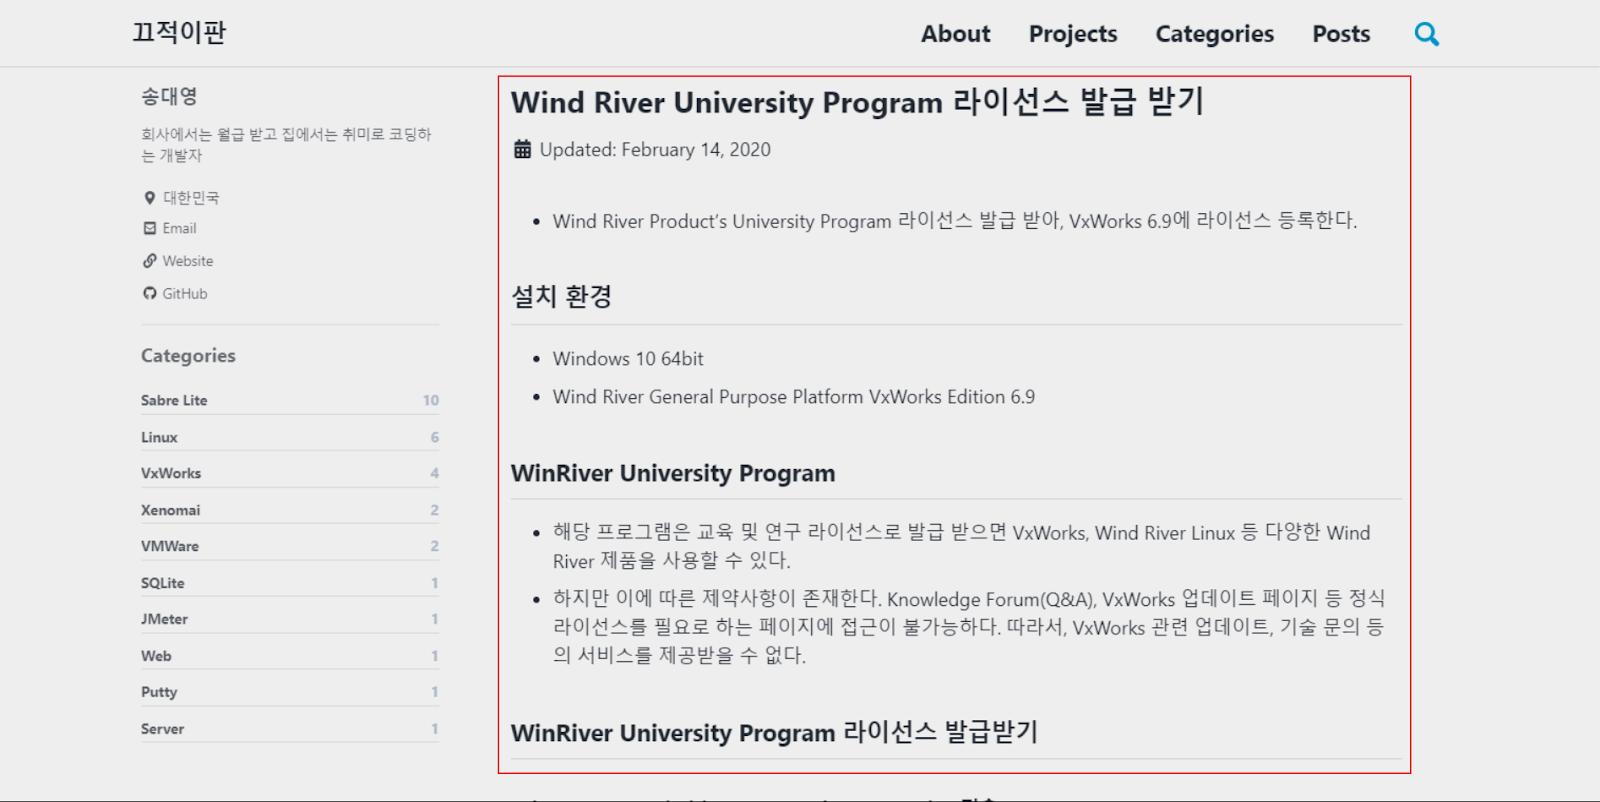 끄적이판
About Projects Categories Posts
송대영
회사에서는 월급 받고 집에서는 취미로 코딩하
는 개발자
대한민국
Email
Website
GitHub
Categories
Sabre Lite 10
Linux 6
VxWorks 4
Xenomai 2
VMWare 2
SQLite 1
JMeter 1
Web 1
Putty 1
Server 1
Wind River University Program 라이선스 발급 받기
Updated: February 14, 2020
Wind River Product’s University Program 라이선스 발급 받아, VxWorks 6.9에 라이선스 등록한다.
설치 환경
Windows 10 64bit
Wind River General Purpose Platform VxWorks Edition 6.9
WinRiver University Program
해당 프로그램은 교육 및 연구 라이선스로 발급 받으면 VxWorks, Wind River Linux 등 다양한 Wind
River 제품을 사용할 수 있다.
하지만 이에 따른 제약사항이 존재한다. Knowledge Forum(Q&A), VxWorks 업데이트 페이지 등 정식
라이선스를 필요로 하는 페이지에 접근이 불가능하다. 따라서, VxWorks 관련 업데이트, 기술 문의 등
의 서비스를 제공받을 수 없다.
WinRiver University Program 라이선스 발급받기